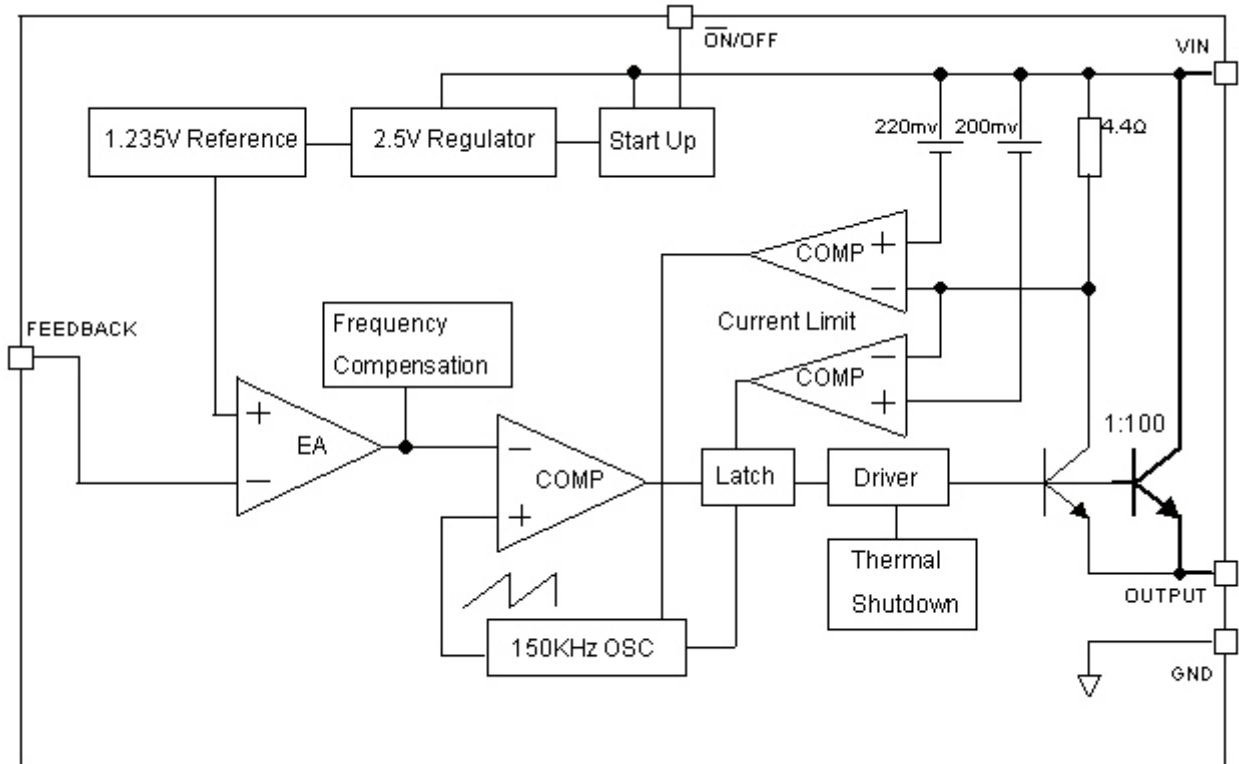 ON/OFF
VIN
1.235V Reference
2.5V Regulator
Start Up
220mv
200mv
4.4Ω
+
COMP
−
FEEDBACK
Frequency
Compensation
Current Limit
−
COMP
+
1:100
+
EA
−
−
COMP
+
Latch
Driver
Thermal
Shutdown
OUTPUT
150KHz OSC
GND